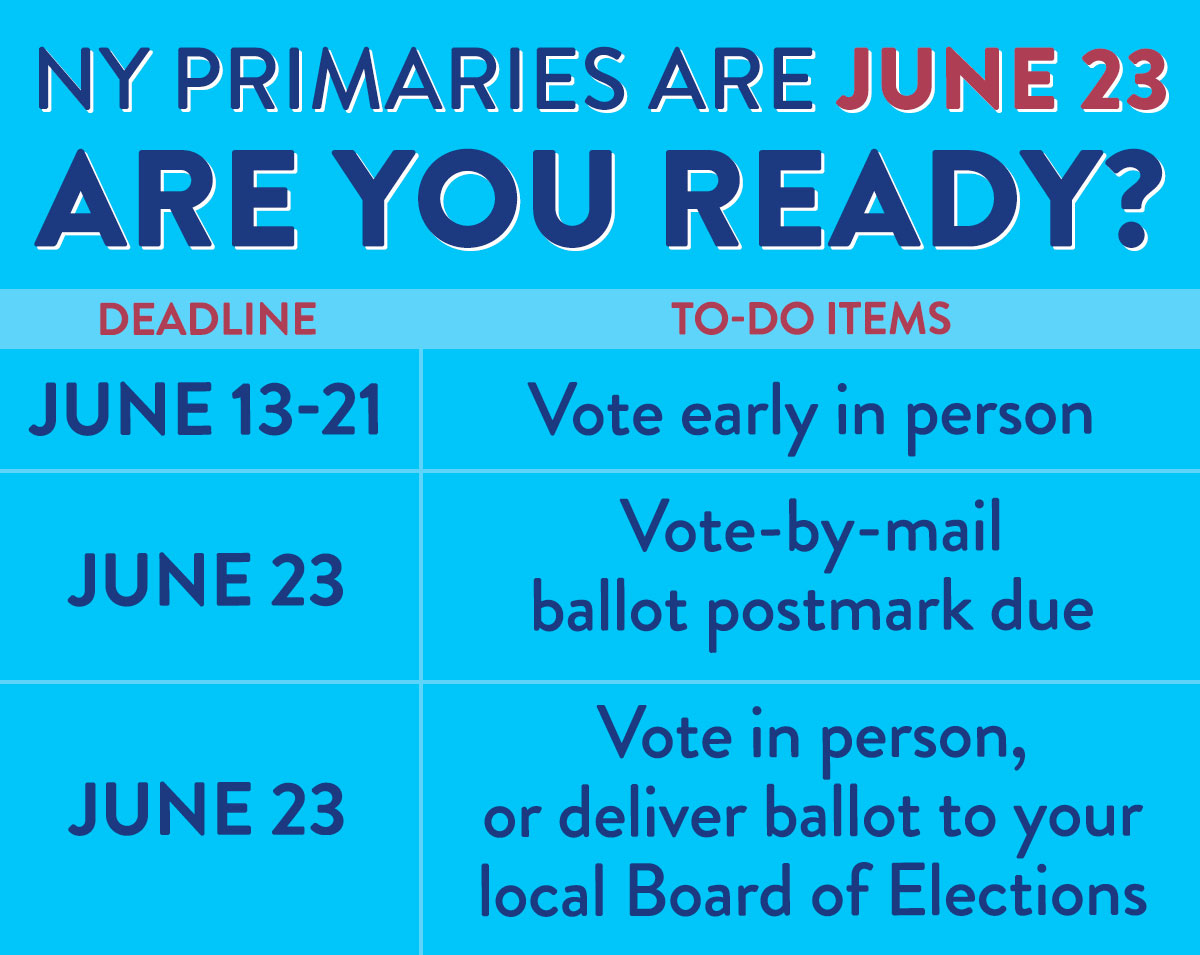 NY PRIMARIES ARE JUNE 23
ARE YOU READY?
DEADLINE
TO-DO ITEMS
JUNE 13-21
Vote early in person
JUNE 23
Vote-by-mail
ballot postmark due
JUNE 23
Vote in person,
or deliver ballot to your
local Board of Elections